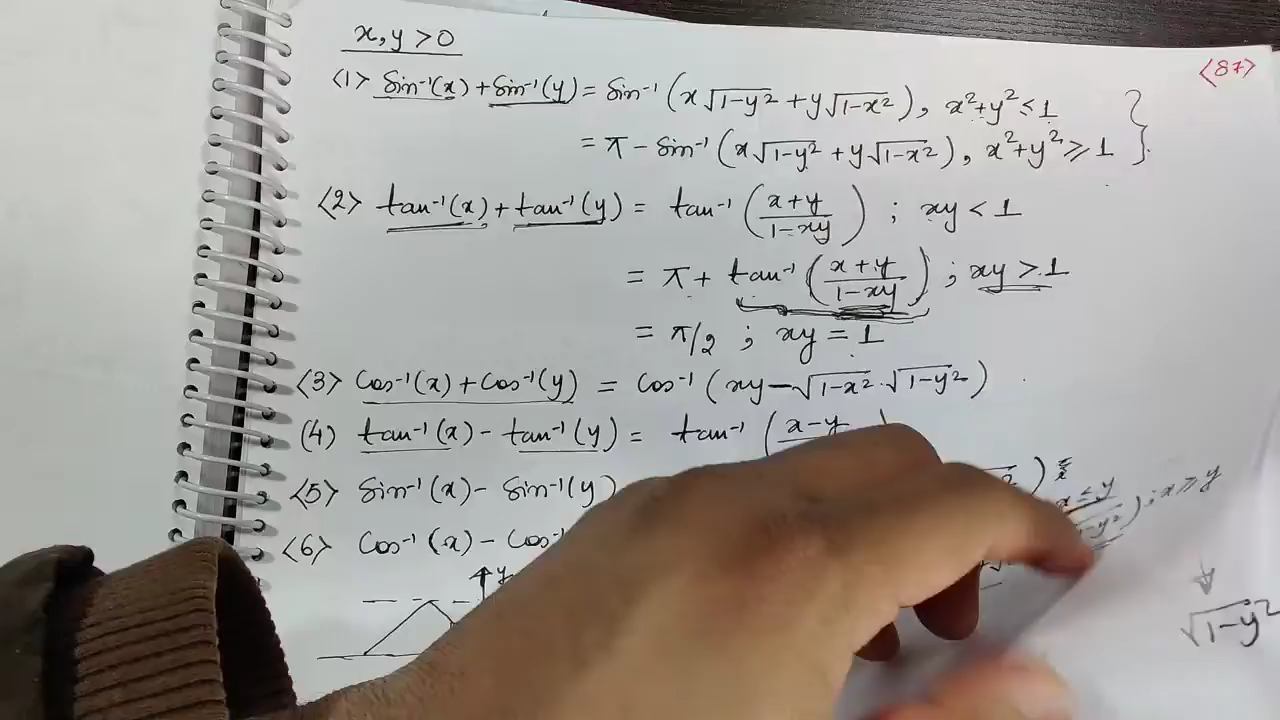 x, y > 0
<87>
<1> Sin⁻¹(x) + Sin⁻¹(y) = Sin⁻¹ (x√1-y² + y√1-x²), x²+y² ≤ 1
= π - Sin⁻¹ (x√1-y² + y√1-x²), x²+y² ≥ 1 }
<2> tan⁻¹(x) + tan⁻¹(y) = tan⁻¹ (x+y/1-xy) ; xy < 1
= π + tan⁻¹ (x+y/1-xy) ; xy > 1
= π/2 ; xy = 1
<3> Cos⁻¹(x) + Cos⁻¹(y) = Cos⁻¹ (xy - √1-x² √1-y²)
(4) tan⁻¹(x) - tan⁻¹(y) = tan⁻¹ (x-y
<5> Sin⁻¹(x) - Sin⁻¹(y)
<6> Cos⁻¹(x) - Cos⁻¹
x ≤ y
; x ≥ y
y
√1-y²